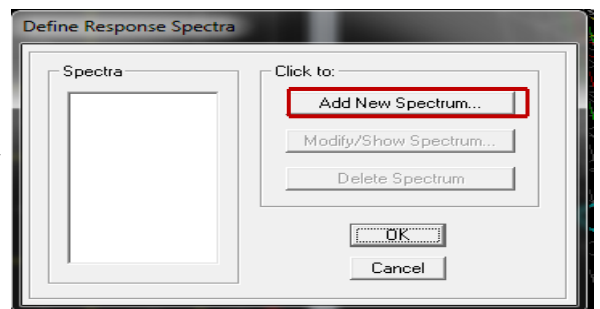 Define Response Spectra
Spectra
Click to:
Add New Spectrum...
Modify/Show Spectrum...
Delete Spectrum
OK
Cancel